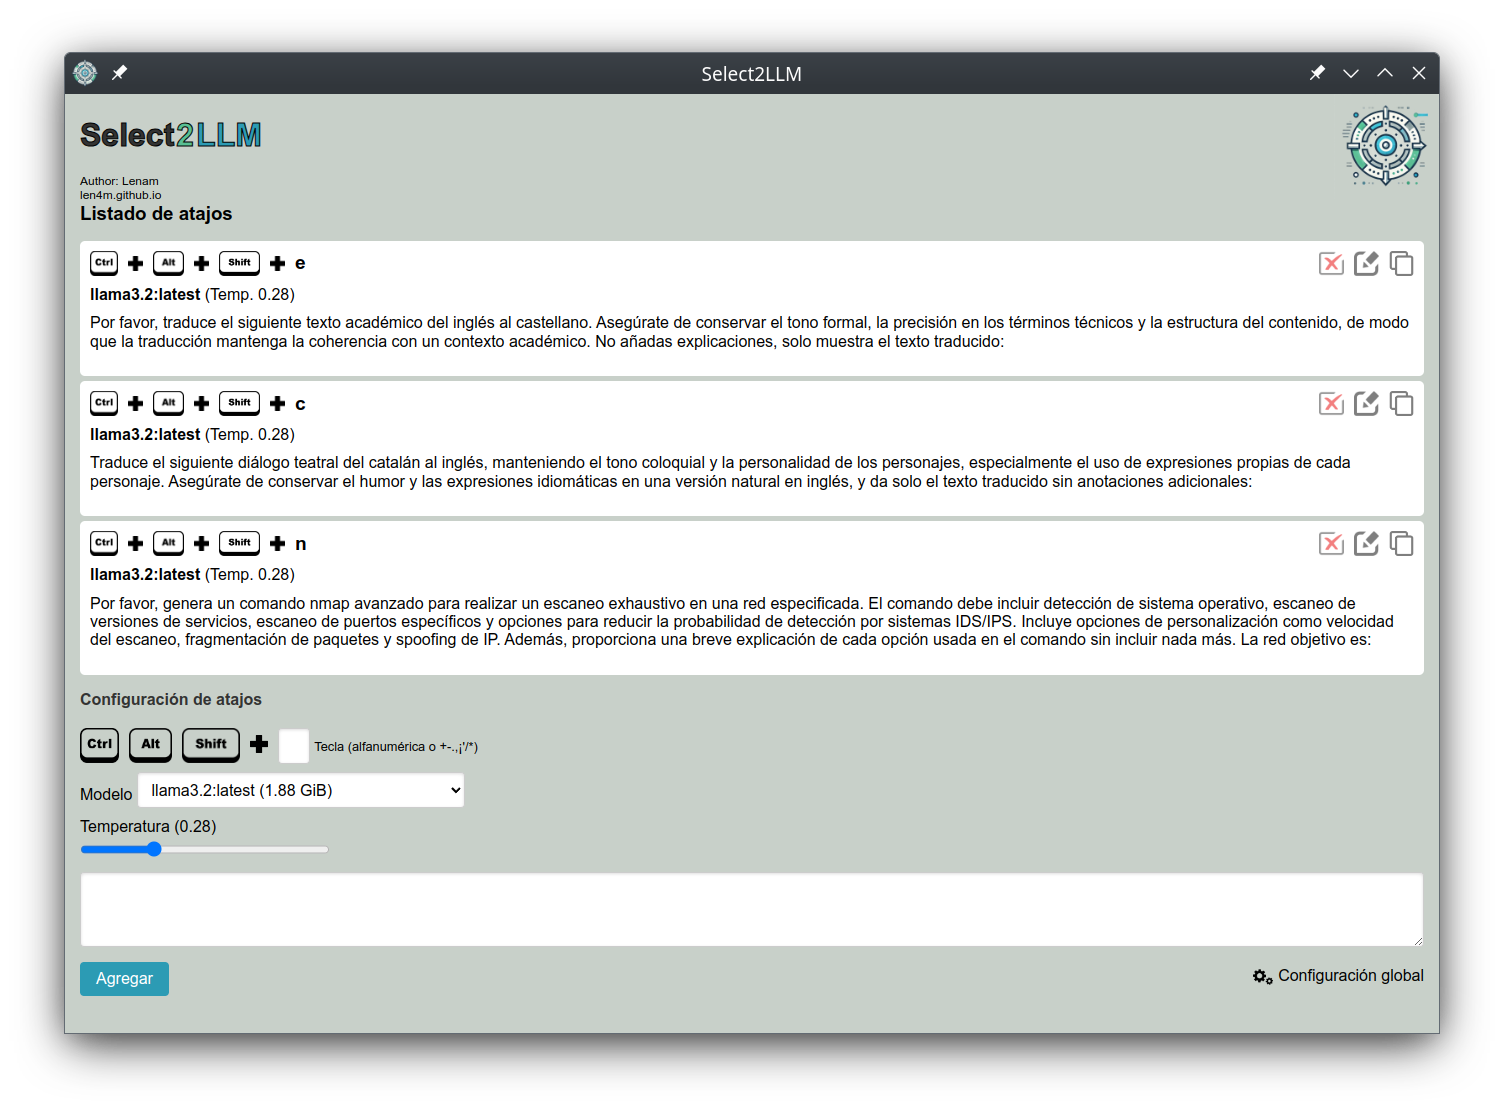 Select2LLM
Select2LLM
Author: Lenam
len4m.github.io
Listado de atajos
Ctrl + Alt + Shift + e
llama3.2:latest (Temp. 0.28)
Por favor, traduce el siguiente texto académico del inglés al castellano. Asegúrate de conservar el tono formal, la precisión en los términos técnicos y la estructura del contenido, de modo
que la traducción mantenga la coherencia con un contexto académico. No añadas explicaciones, solo muestra el texto traducido:
Ctrl + Alt + Shift + c
llama3.2:latest (Temp. 0.28)
Traduce el siguiente diálogo teatral del catalán al inglés, manteniendo el tono coloquial y la personalidad de los personajes, especialmente el uso de expresiones propias de cada
personaje. Asegúrate de conservar el humor y las expresiones idiomáticas en una versión natural en inglés, y da solo el texto traducido sin anotaciones adicionales:
Ctrl + Alt + Shift + n
llama3.2:latest (Temp. 0.28)
Por favor, genera un comando nmap avanzado para realizar un escaneo exhaustivo en una red especificada. El comando debe incluir detección de sistema operativo, escaneo de
versiones de servicios, escaneo de puertos específicos y opciones para reducir la probabilidad de detección por sistemas IDS/IPS. Incluye opciones de personalización como velocidad
del escaneo, fragmentación de paquetes y spoofing de IP. Además, proporciona una breve explicación de cada opción usada en el comando sin incluir nada más. La red objetivo es:
Configuración de atajos
Ctrl Alt Shift + Tecla (alfanumérica o +-.,¡'/*)
Modelo llama3.2:latest (1.88 GiB)
Temperatura (0.28)
Agregar
Configuración global